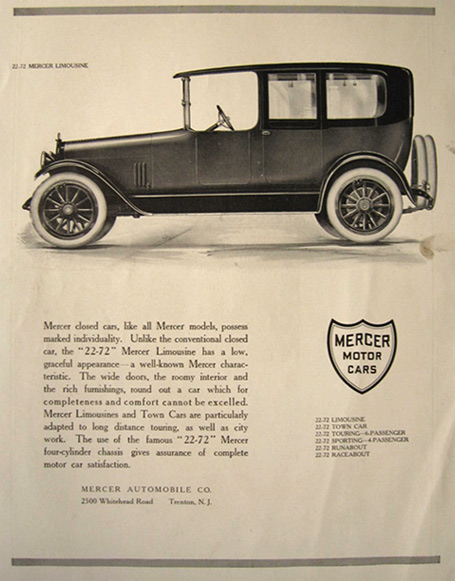 22-72 MERCER LIMOUSINE
Mercer closed cars, like all Mercer models, possess
marked individuality. Unlike the conventional closed
car, the "22-72" Mercer Limousine has a low,
graceful appearance—a well-known Mercer charac-
teristic. The wide doors, the roomy interior and
the rich furnishings, round out a car which for
completeness and comfort cannot be excelled.
Mercer Limousines and Town Cars are particularly
adapted to long distance touring, as well as city
work. The use of the famous "22-72" Mercer
four-cylinder chassis gives assurance of complete
motor car satisfaction.
MERCER AUTOMOBILE CO.
2500 Whitehead Road Trenton, N. J.
MERCER
MOTOR
CARS
22-72 LIMOUSINE
22-72 TOWN CAR
22-72 TOURING—6-PASSENGER
22-72 SPORTING—4-PASSENGER
22-72 RUNABOUT
22-72 RACEABOUT